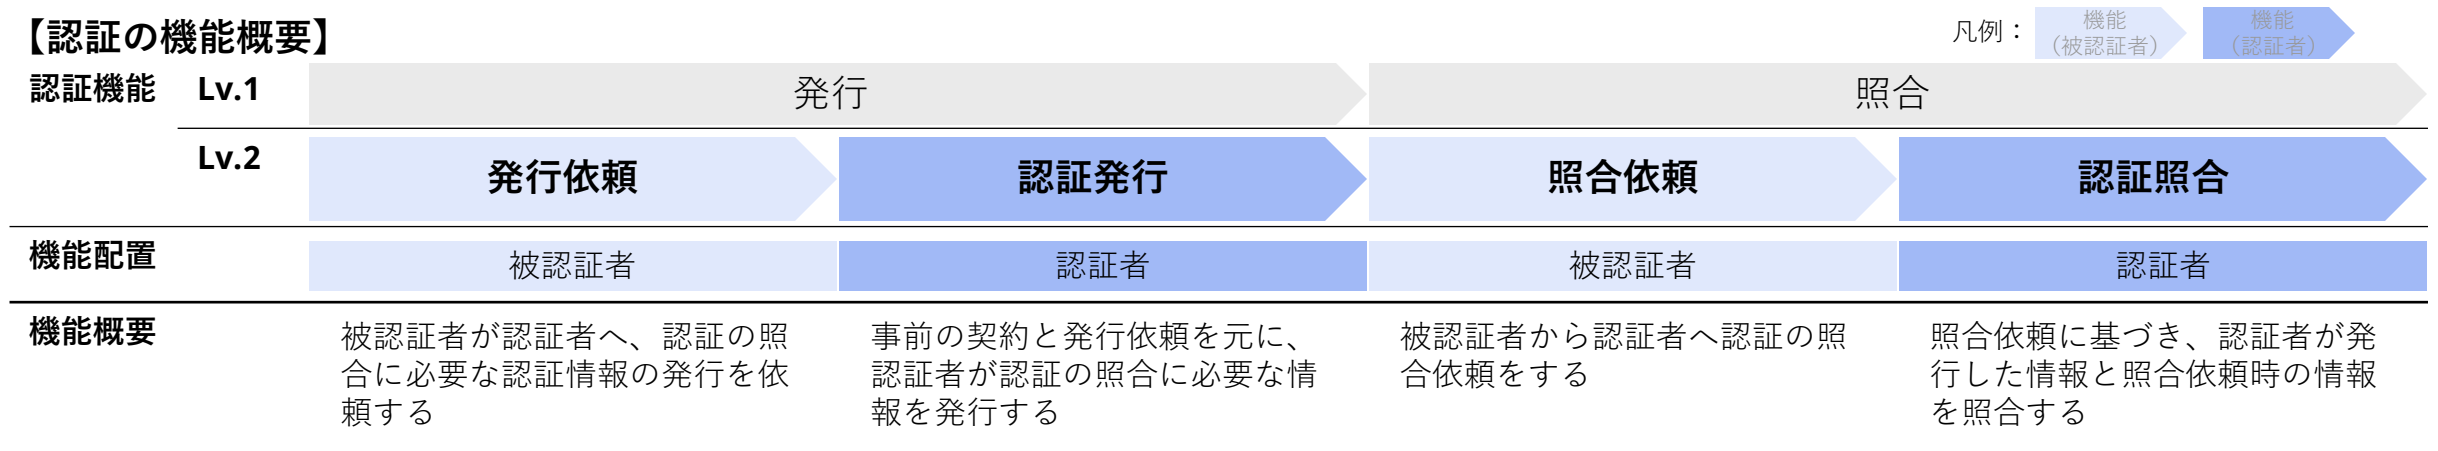 【認証の機能概要】
凡例：
機能
（被認証者）
機能
（認証者）
認証機能
Lv.1
発行
照合
Lv.2
発行依頼
認証発行
照合依頼
認証照合
機能配置
被認証者
認証者
被認証者
認証者
機能概要
被認証者が認証者へ、認証の照
合に必要な認証情報の発行を依
頼する
事前の契約と発行依頼を元に、
認証者が認証の照合に必要な情
報を発行する
被認証者から認証者へ認証の照
合依頼をする
照合依頼に基づき、認証者が発
行した情報と照合依頼時の情報
を照合する